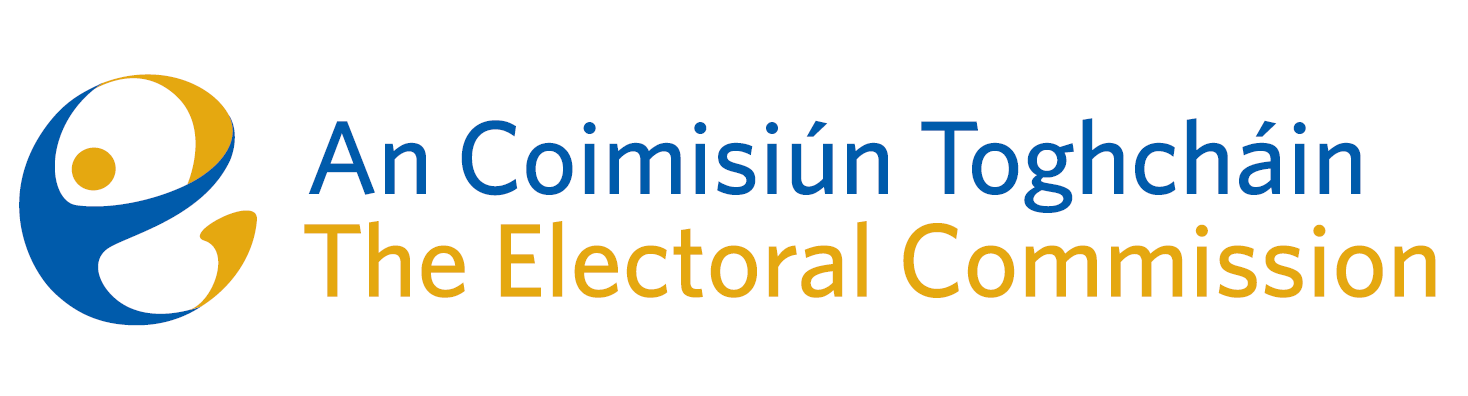 An Coimisiún Toghcháin
The Electoral Commission